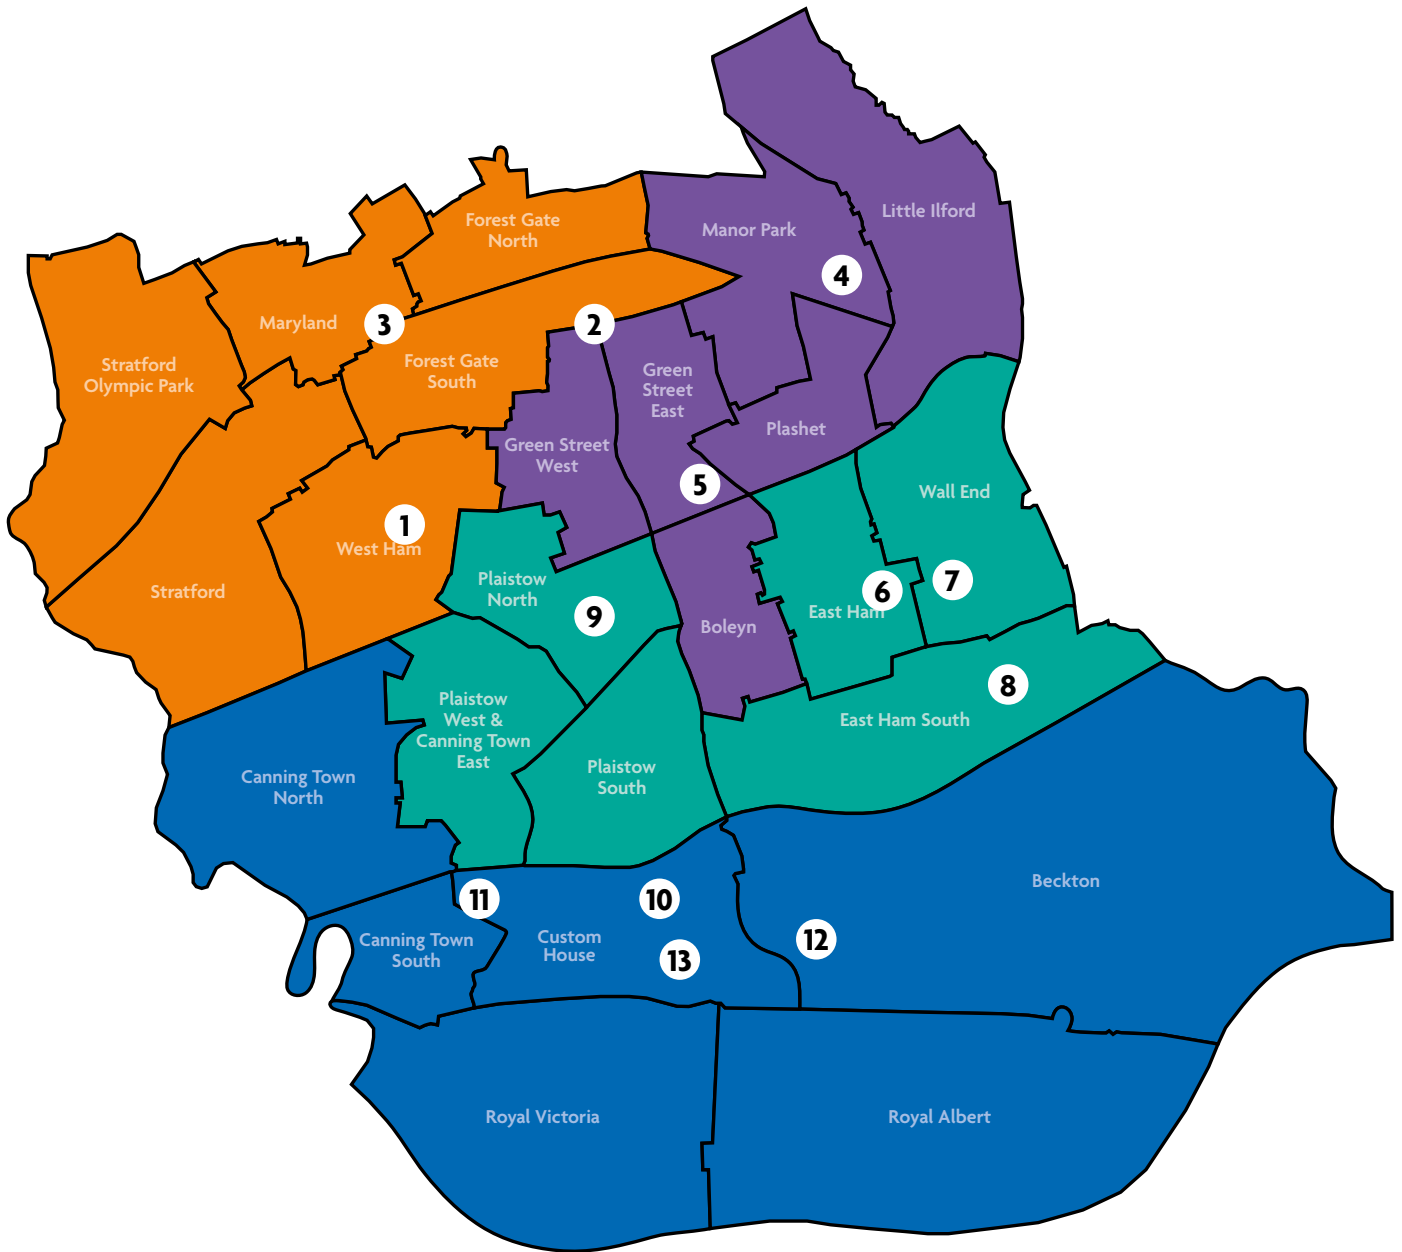 Little Ilford
Forest Gate
North
Manor Park
4
Maryland
3
2
Stratford
Olympic Park
Forest Gate
South
Green
Street
East
Plashet
Green Street
West
5
Wall End
1
West Ham
Plaistow
North
9
Stratford
6
East Ham
7
Boleyn
8
East Ham South
Plaistow
West &
Canning Town
East
Plaistow
South
Canning Town
North
Beckton
11
10
Canning Town
South
Custom
House
13
12
Royal Victoria
Royal Albert